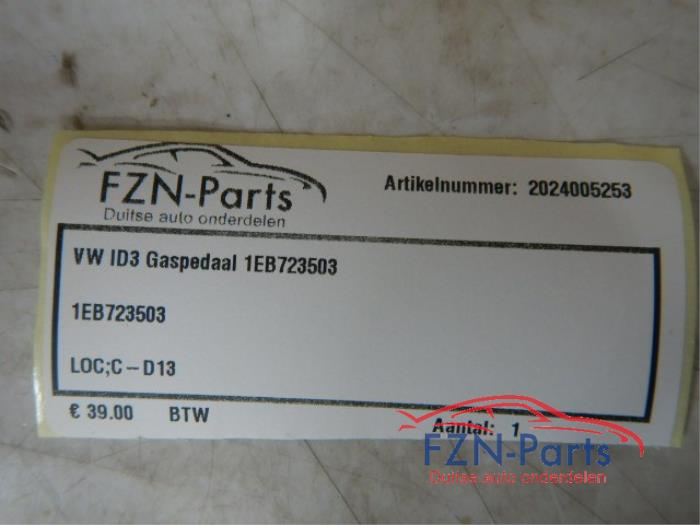 FZN-Parts
Duitse auto onderdelen
Artikelnummer: 2024005253
VW ID3 Gaspedaal 1EB723503
1EB723503
LOC;C-D13
€ 39.00 BTW
Aantal: 1
FZN-Parts
Duitse auto onderdelen